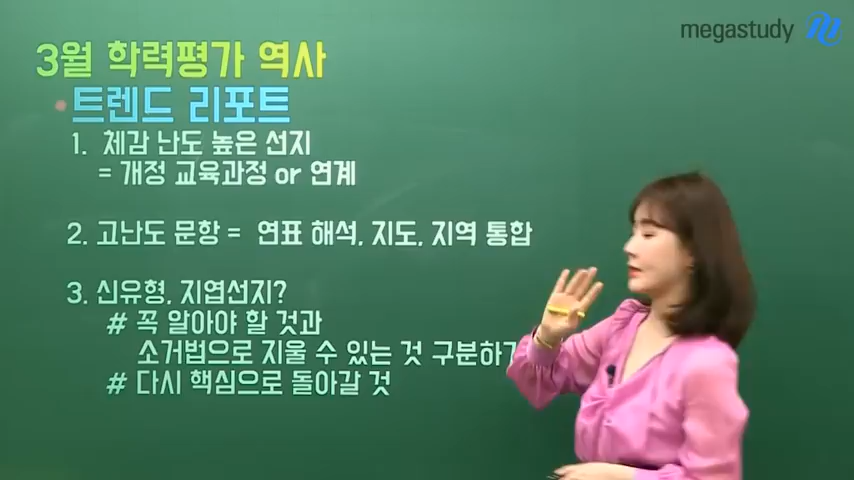 megastudy
3월 학력평가 역사
트렌드 리포트
1. 체감 난도 높은 선지
= 개정 교육과정 or 연계
2. 고난도 문항 = 연표 해석, 지도, 지역 통합
3. 신유형, 지엽선지?
# 꼭 알아야 할 것과
소거법으로 지울 수 있는 것 구분하기
# 다시 핵심으로 돌아갈 것